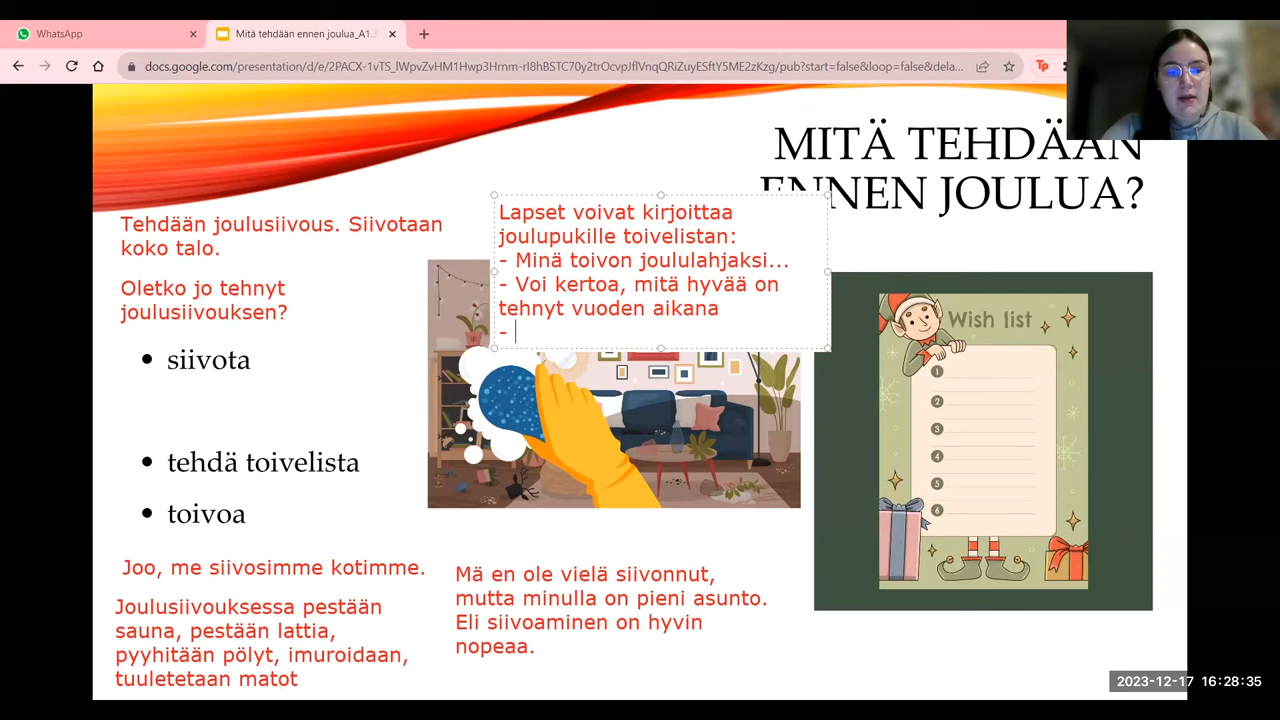 WhatsApp
Mitä tehdään ennen joulua_A1.
docs.google.com/presentation/d/e/2PACX-1vTS_lWpvZvHM1Hwp3Hrnm-rl8hBSTC70y2trOcvpJflVnqQRiZuyESftY5ME2zKzg/pub?start=false&loop=false&dela...
Tp
MITÄ TEHDÄÄN
ENNEN JOULUA?
Tehdään joulusiivous. Siivotaan
koko talo.
Oletko jo tehnyt
joulusiivouksen?
• siivota
• tehdä toivelista
• toivoa
Lapset voivat kirjoittaa
joulupukille toivelistan:
- Minä toivon joululahjaksi...
- Voi kertoa, mitä hyvää on
tehnyt vuoden aikana
-
Wish list
1
2
3
4
5
6
Joo, me siivosimme kotimme.
Joulusiivouksessa pestään
sauna, pestään lattia,
pyyhitään pölyt, imuroidaan,
tuuletetaan matot
Mä en ole vielä siivonnut,
mutta minulla on pieni asunto.
Eli siivoaminen on hyvin
nopeaa.
2023-12-17 16:28:35